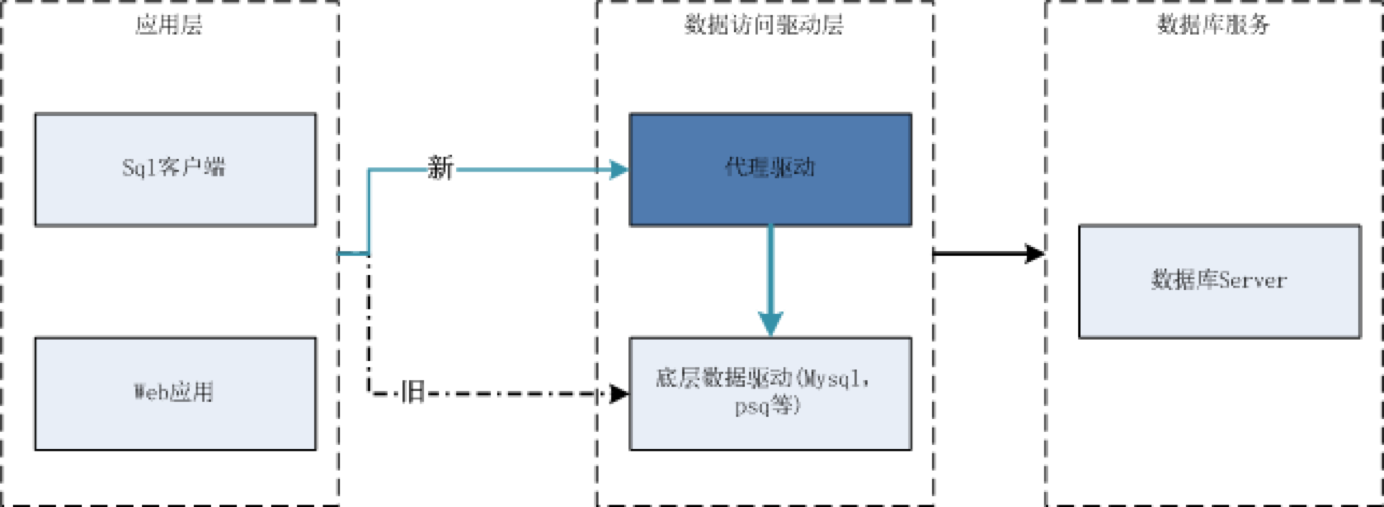 应用层
数据访问驱动层
数据库服务
Sql客户端
新
代理驱动
数据库Server
Web应用
旧
底层数据驱动(Mysql,
psq等)